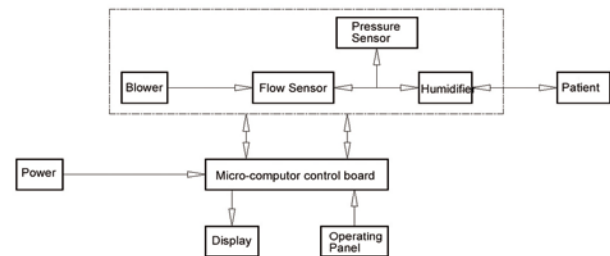 Pressure
Sensor
Blower
Flow Sensor
Humidifier
Patient
Power
Micro-computor control board
Display
Operating
Panel